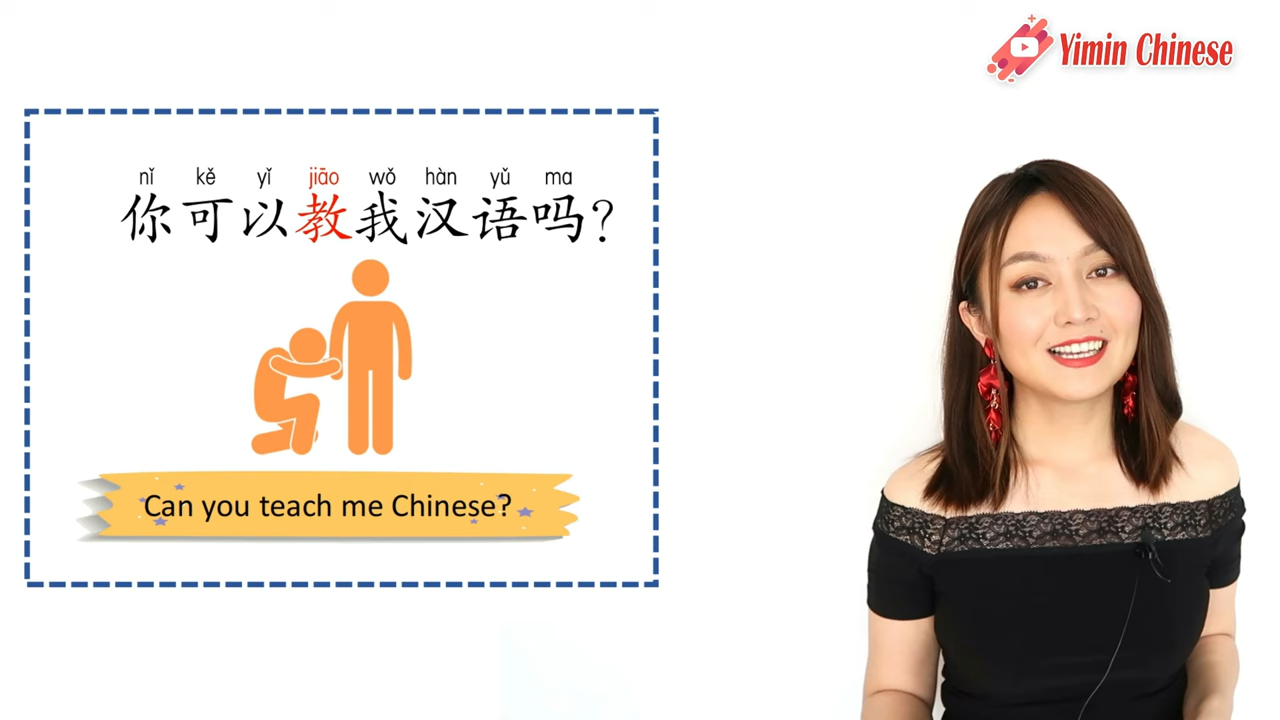 Yimin Chinese
nǐ kě yǐ jiāo wǒ hàn yǔ ma
你可以教我汉语吗?
Can you teach me Chinese?